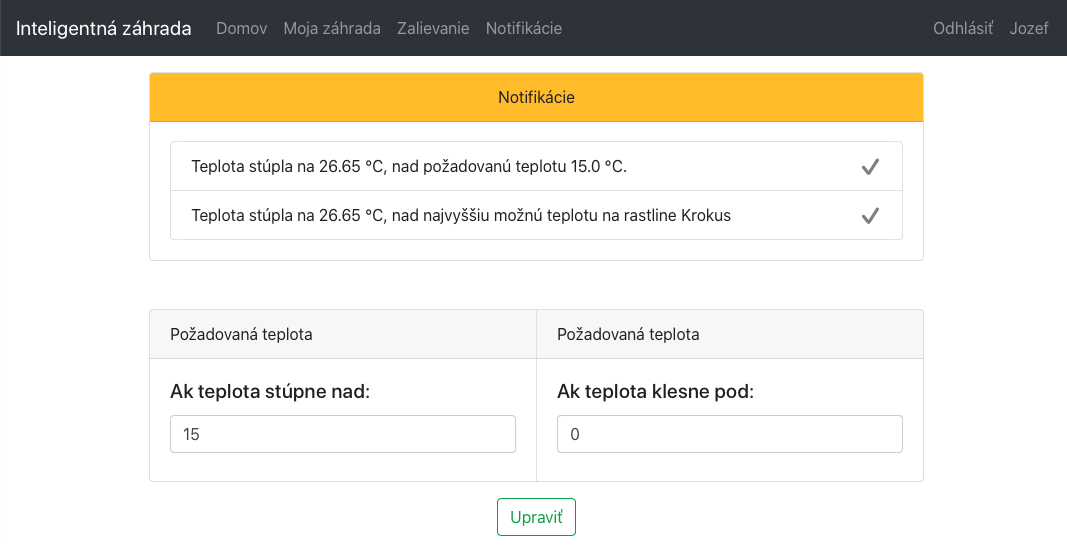 Inteligentná záhrada Domov Moja záhrada Zalievanie Notifikácie Odhlásiť Jozef
Notifikácie
Teplota stúpla na 26.65 °C, nad požadovanú teplotu 15.0 °C.
Teplota stúpla na 26.65 °C, nad najvyššiu možnú teplotu na rastline Krokus
Požadovaná teplota Požadovaná teplota
Ak teplota stúpne nad: Ak teplota klesne pod:
15 0
Upraviť